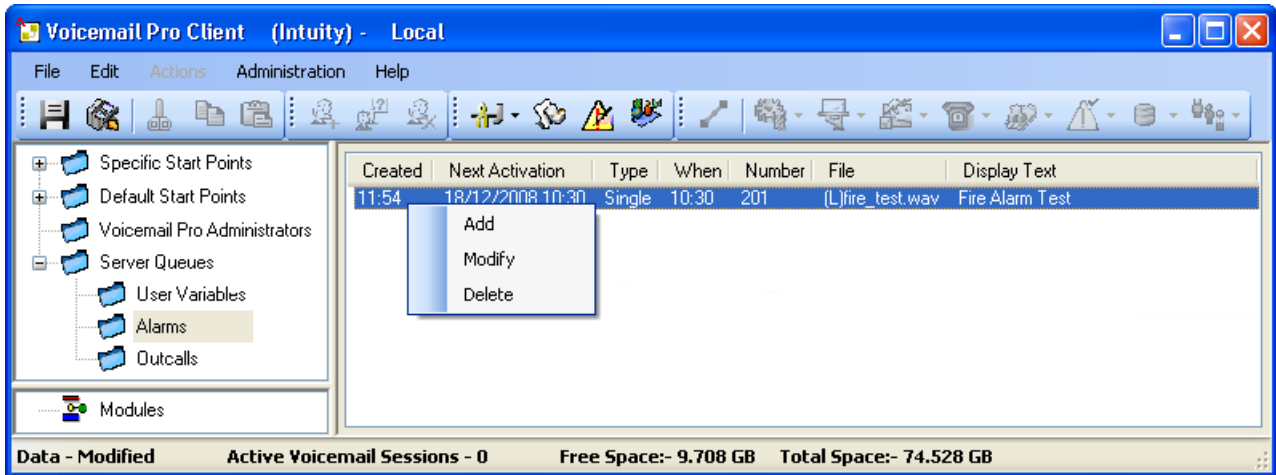 Voicemail Pro Client (Intuity) - Local
File Edit Actions Administration Help
Specific Start Points
Default Start Points
Voicemail Pro Administrators
Server Queues
User Variables
Alarms
Outcalls
Modules
Created Next Activation Type When Number File Display Text
11:54 18/12/2008 10:30 Single 10:30 201 (L)fire_test.wav Fire Alarm Test
Add
Modify
Delete
Data - Modified Active Voicemail Sessions - 0 Free Space:- 9.708 GB Total Space:- 74.528 GB